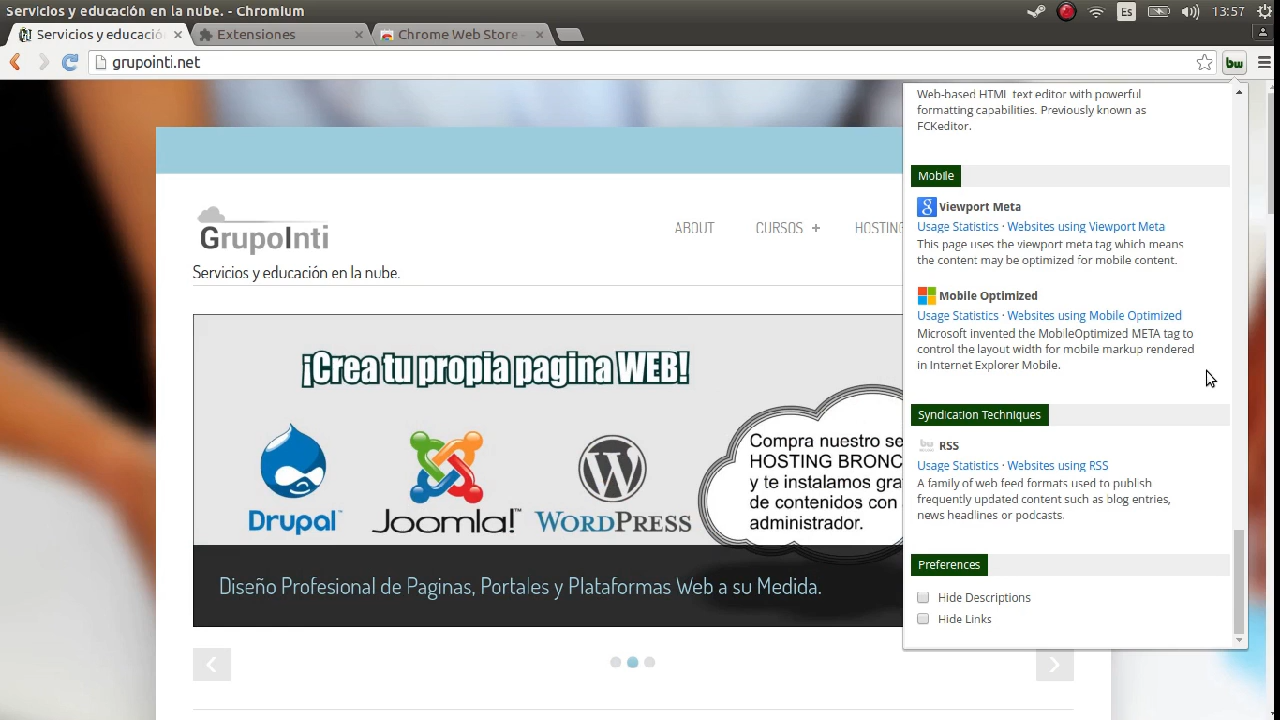 Servicios y educación en la nube. - Chromium
Es
13:57
Servicios y educació
Extensiones
Chrome Web Store -
grupointi.net
bw
Web-based HTML text editor with powerful
formatting capabilities. Previously known as
FCKeditor.
Mobile
Viewport Meta
Usage Statistics · Websites using Viewport Meta
This page uses the viewport meta tag which means
the content may be optimized for mobile content.
Mobile Optimized
Usage Statistics · Websites using Mobile Optimized
Microsoft invented the MobileOptimized META tag to
control the layout width for mobile markup rendered
in Internet Explorer Mobile.
Syndication Techniques
bw RSS
Usage Statistics · Websites using RSS
A family of web feed formats used to publish
frequently updated content such as blog entries,
news headlines or podcasts.
Preferences
Hide Descriptions
Hide Links
GrupoInti
Servicios y educación en la nube.
ABOUT
CURSOS +
HOSTING
¡Crea tu propia pagina WEB!
Drupal
Joomla!
WORDPRESS
Compra nuestro se
HOSTING BRONC
y te instalamos gra
de contenidos con
administrador.
Diseño Profesional de Paginas, Portales y Plataformas Web a su Medida.